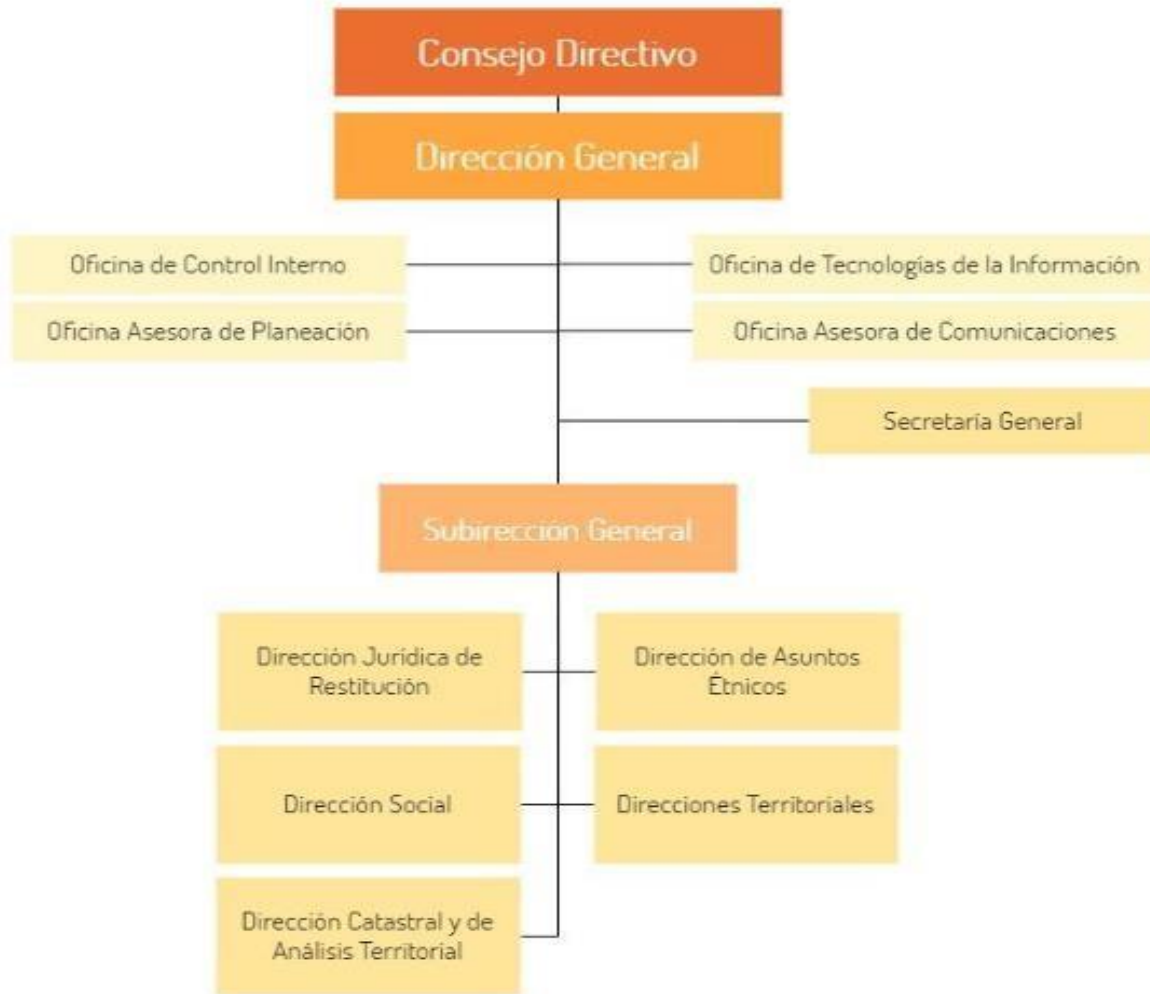 Consejo Directivo
Dirección General
Oficina de Control Interno
Oficina de Tecnologías de la Información
Oficina Asesora de Planeación
Oficina Asesora de Comunicaciones
Secretaría General
Subirección General
Dirección Jurídica de
Restitución
Dirección de Asuntos
Étnicos
Dirección Social
Direcciones Territoriales
Dirección Catastral y de
Análisis Territorial